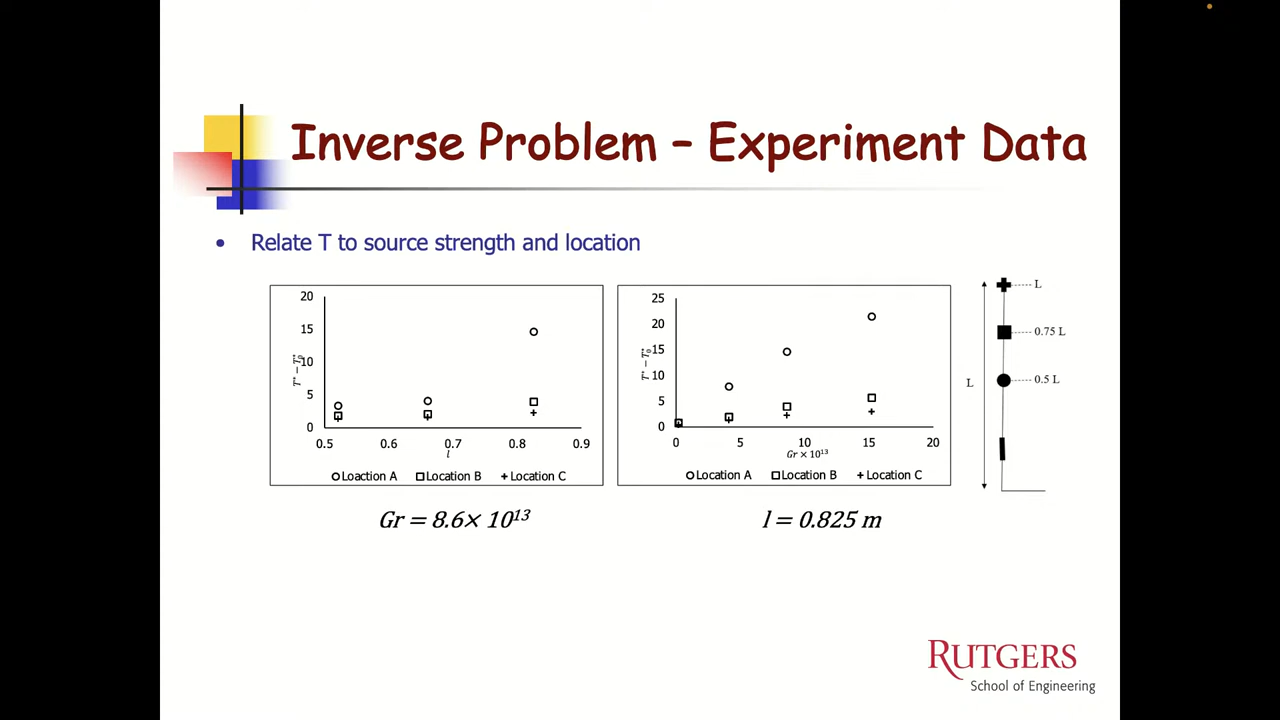 Inverse Problem – Experiment Data
• Relate T to source strength and location
20
15
10
5
0
0.5 0.6 0.7 0.8 0.9
l
Loaction A Location B Location C
Gr = 8.6× 10¹³
25
20
15
10
5
0
0 5 10 15 20
Gr × 10¹³
Location A Location B Location C
l = 0.825 m
L
0.75 L
0.5 L
L
RUTGERS
School of Engineering